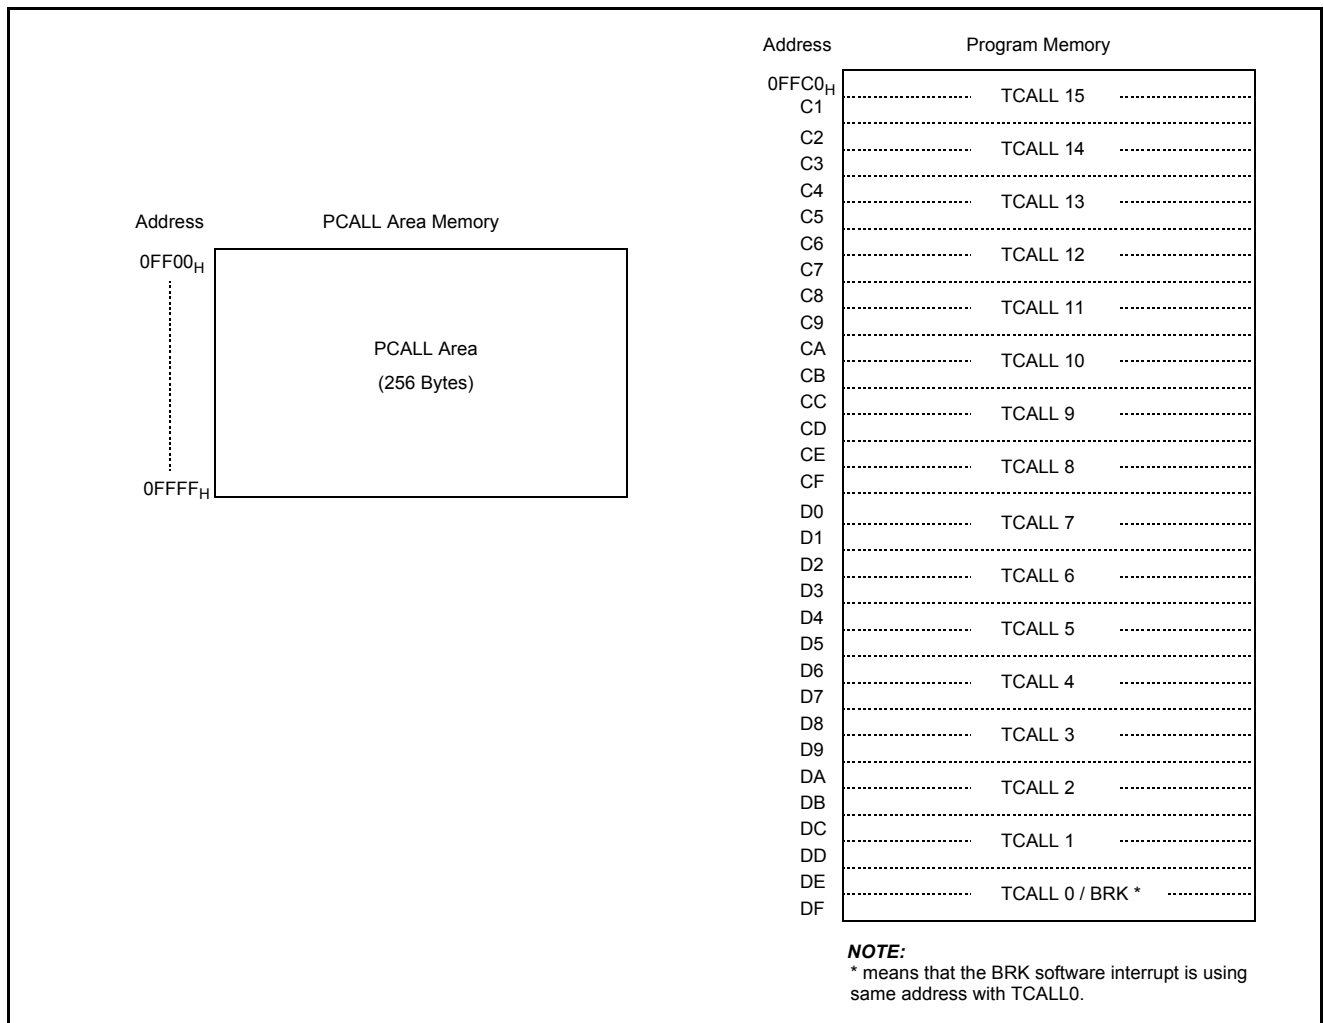 Address PCALL Area Memory
0FF00H
PCALL Area
(256 Bytes)
0FFFFH
Address Program Memory
0FFC0H
C1
TCALL 15
C2
C3
TCALL 14
C4
C5
TCALL 13
C6
C7
TCALL 12
C8
C9
TCALL 11
CA
CB
TCALL 10
CC
CD
TCALL 9
CE
CF
TCALL 8
D0
D1
TCALL 7
D2
D3
TCALL 6
D4
D5
TCALL 5
D6
D7
TCALL 4
D8
D9
TCALL 3
DA
DB
TCALL 2
DC
DD
TCALL 1
DE
DF
TCALL 0 / BRK *
NOTE:
* means that the BRK software interrupt is using
same address with TCALL0.